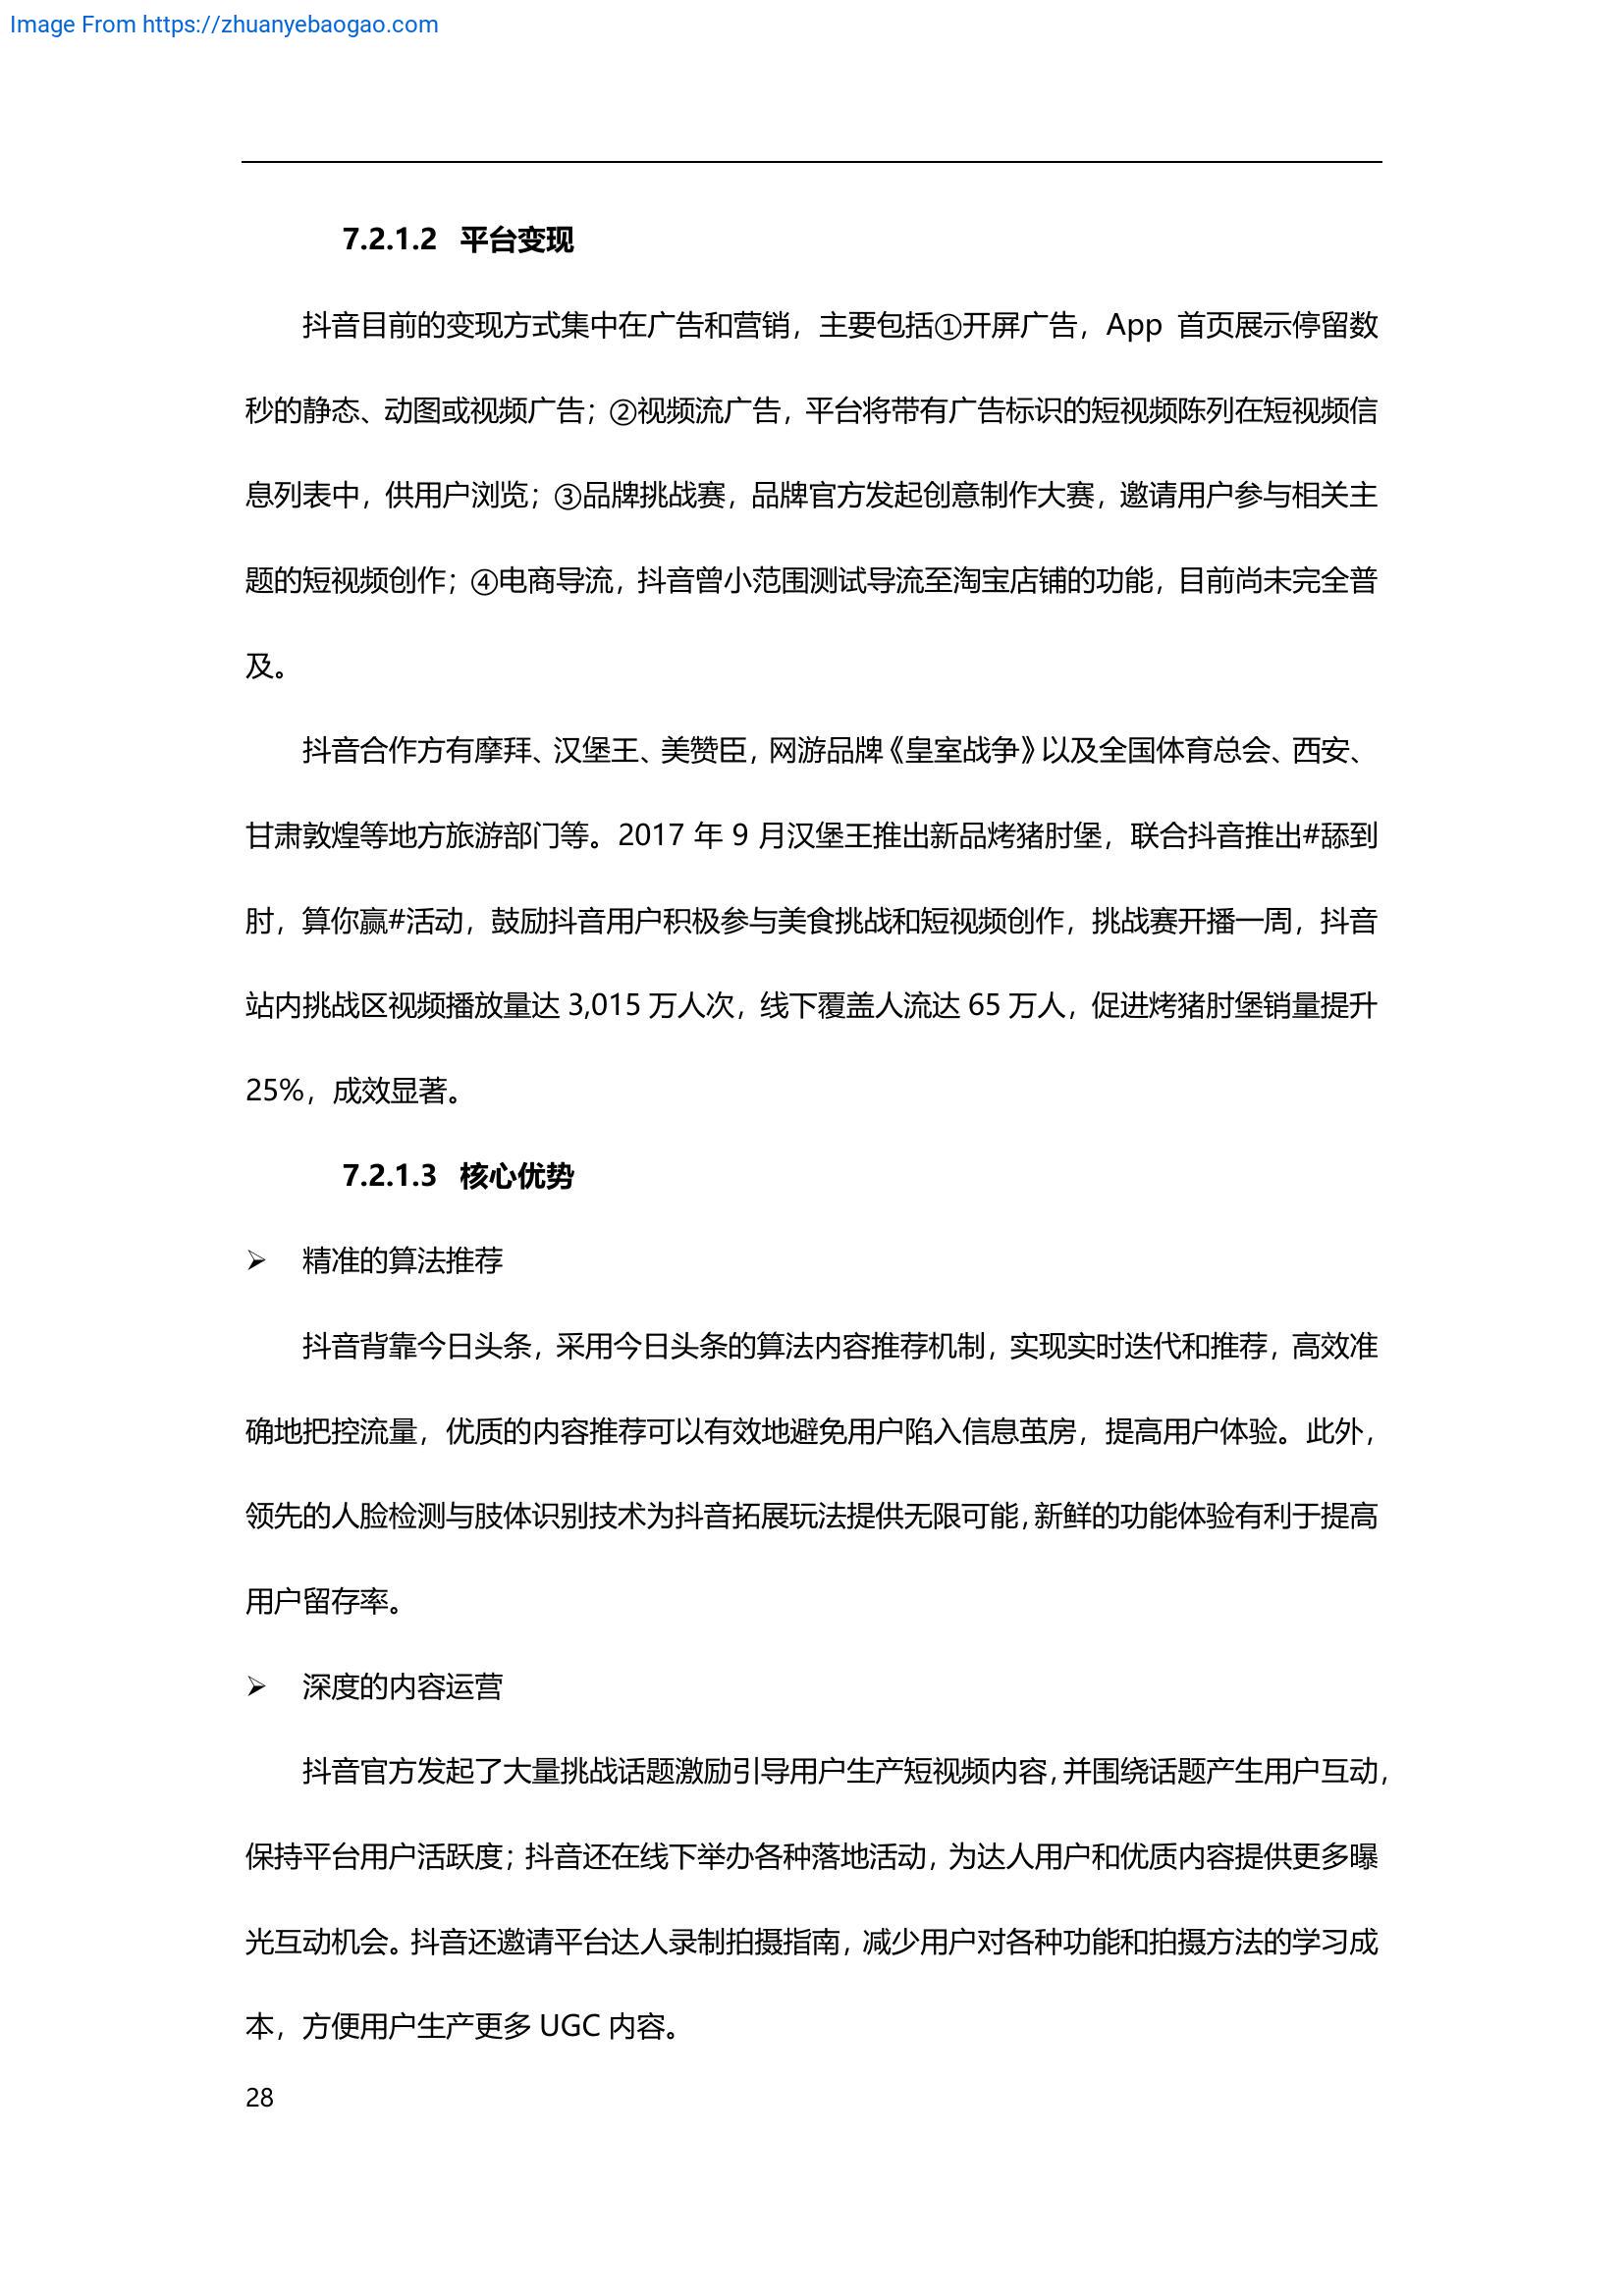 Image From https://zhuanyebaogao.com
7.2.1.2 平台变现
抖音目前的变现方式集中在广告和营销，主要包括①开屏广告，App 首页展示停留数
秒的静态、动图或视频广告；②视频流广告，平台将带有广告标识的短视频陈列在短视频信
息列表中，供用户浏览；③品牌挑战赛，品牌官方发起创意制作大赛，邀请用户参与相关主
题的短视频创作；④电商导流，抖音曾小范围测试导流至淘宝店铺的功能，目前尚未完全普
及。
抖音合作方有摩拜、汉堡王、美赞臣，网游品牌《皇室战争》以及全国体育总会、西安、
甘肃敦煌等地方旅游部门等。2017 年 9 月汉堡王推出新品烤猪肘堡，联合抖音推出#舔到
肘，算你赢#活动，鼓励抖音用户积极参与美食挑战和短视频创作，挑战赛开播一周，抖音
站内挑战区视频播放量达 3,015 万人次，线下覆盖人流达 65 万人，促进烤猪肘堡销量提升
25%，成效显著。
7.2.1.3 核心优势
➢ 精准的算法推荐
抖音背靠今日头条，采用今日头条的算法内容推荐机制，实现实时迭代和推荐，高效准
确地把控流量，优质的内容推荐可以有效地避免用户陷入信息茧房，提高用户体验。此外，
领先的人脸检测与肢体识别技术为抖音拓展玩法提供无限可能，新鲜的功能体验有利于提高
用户留存率。
➢ 深度的内容运营
抖音官方发起了大量挑战话题激励引导用户生产短视频内容，并围绕话题产生用户互动，
保持平台用户活跃度；抖音还在线下举办各种落地活动，为达人用户和优质内容提供更多曝
光互动机会。抖音还邀请平台达人录制拍摄指南，减少用户对各种功能和拍摄方法的学习成
本，方便用户生产更多 UGC 内容。
28